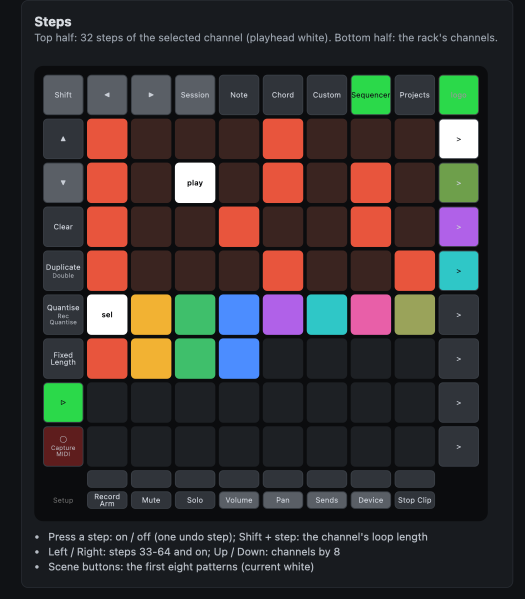 Steps
Top half: 32 steps of the selected channel (playhead white). Bottom half: the rack's channels.
Shift ◄ ► Session Note Chord Custom Sequencer Projects
▲ >
▼ play >
Clear >
Duplicate
Double
>
Quantise
Rec
Quantise
sel >
Fixed
Length
>
▷ >
○
Capture
MIDI
>
Setup Record
Arm
Mute Solo Volume Pan Sends Device Stop Clip
• Press a step: on / off (one undo step); Shift + step: the channel's loop length
• Left / Right: steps 33-64 and on; Up / Down: channels by 8
• Scene buttons: the first eight patterns (current white)